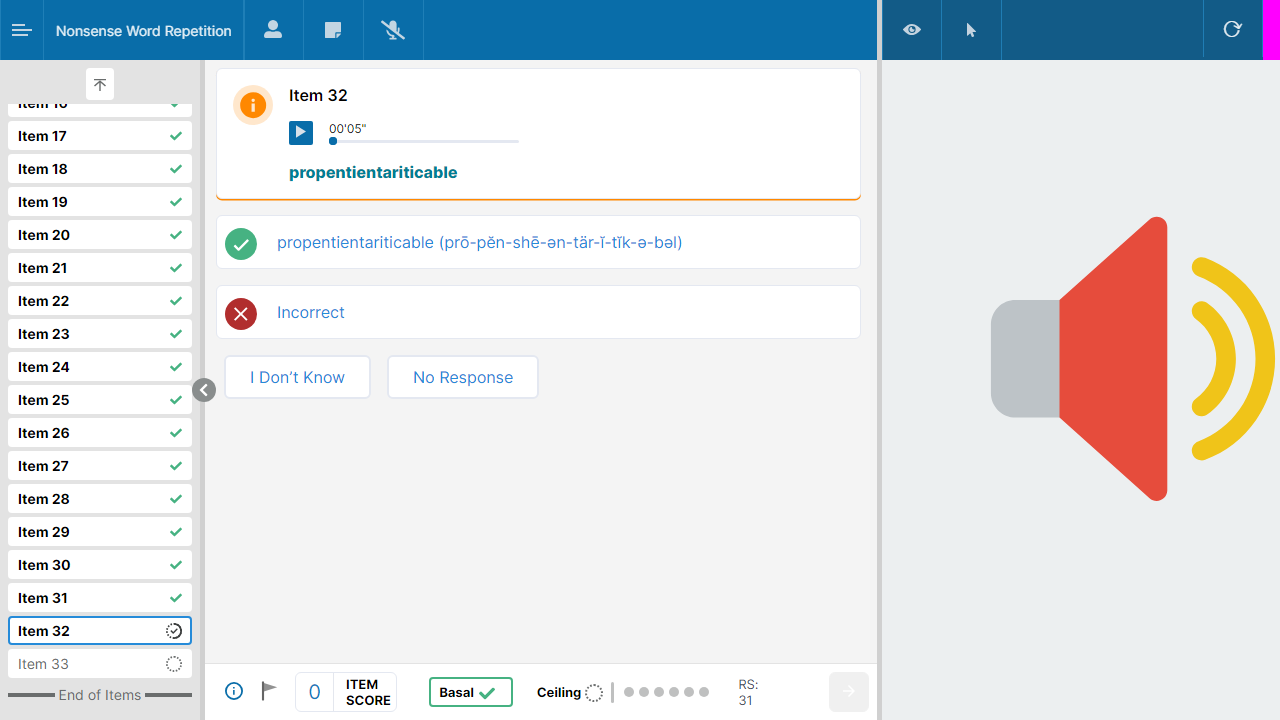 Nonsense Word Repetition
Item 17
Item 18
Item 19
Item 20
Item 21
Item 22
Item 23
Item 24
Item 25
Item 26
Item 27
Item 28
Item 29
Item 30
Item 31
Item 32
Item 33
End of Items
Item 32
00'05"
propentientariticable
propentientariticable (prō-pĕn-shē-ən-tär-ĭ-tĭk-ə-bəl)
Incorrect
I Don’t Know
No Response
0
ITEM
SCORE
Basal
Ceiling
RS:
31